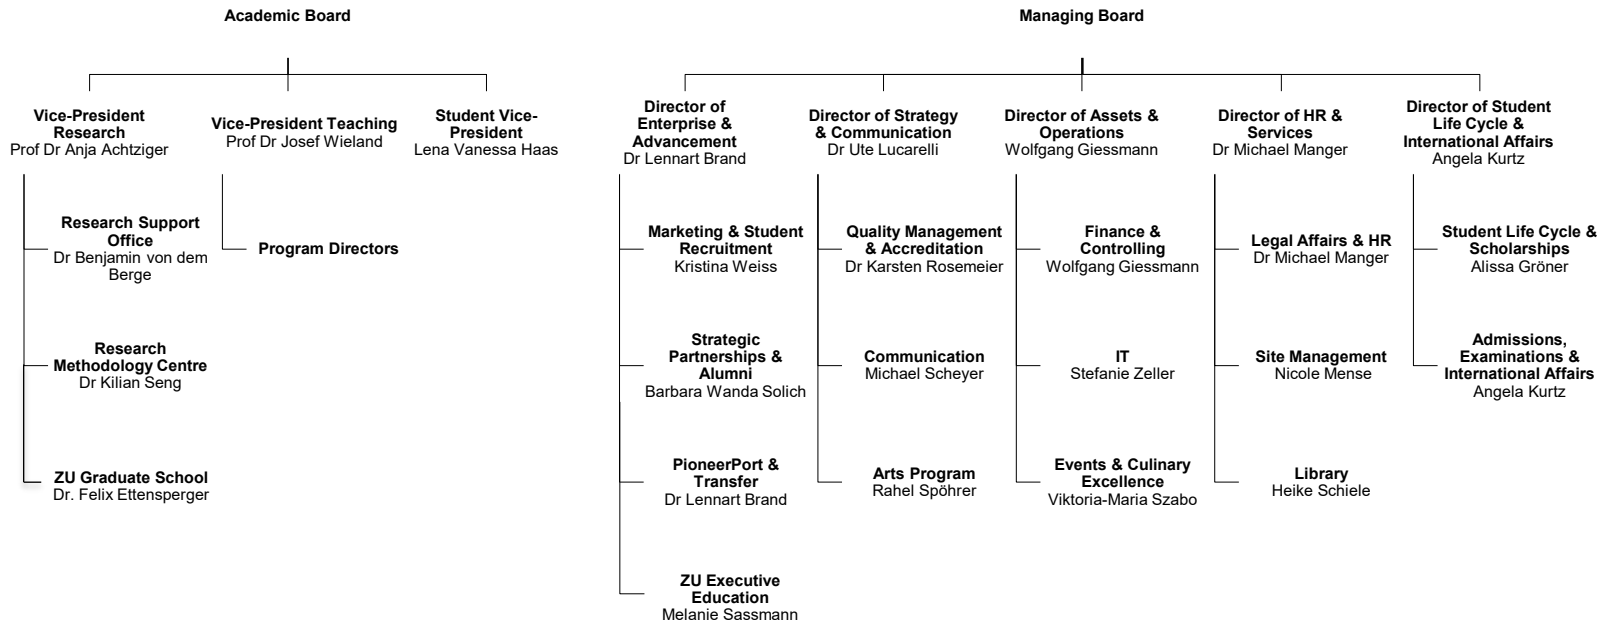 Academic Board
Managing Board
Vice-President
Research
Prof Dr Anja Achtziger
Vice-President Teaching
Prof Dr Josef Wieland
Student Vice-
President
Lena Vanessa Haas
Director of
Enterprise &
Advancement
Dr Lennart Brand
Director of Strategy
& Communication
Dr Ute Lucarelli
Director of Assets &
Operations
Wolfgang Giessmann
Director of HR &
Services
Dr Michael Manger
Director of Student
Life Cycle &
International Affairs
Angela Kurtz
Research Support
Office
Dr Benjamin von dem
Berge
Program Directors
Marketing & Student
Recruitment
Kristina Weiss
Quality Management
& Accreditation
Dr Karsten Rosemeier
Finance &
Controlling
Wolfgang Giessmann
Legal Affairs & HR
Dr Michael Manger
Student Life Cycle &
Scholarships
Alissa Gröner
Research
Methodology Centre
Dr Kilian Seng
Strategic
Partnerships &
Alumni
Barbara Wanda Solich
Communication
Michael Scheyer
IT
Stefanie Zeller
Site Management
Nicole Mense
Admissions,
Examinations &
International Affairs
Angela Kurtz
ZU Graduate School
Dr. Felix Ettensperger
PioneerPort &
Transfer
Dr Lennart Brand
Arts Program
Rahel Spöhrer
Events & Culinary
Excellence
Viktoria-Maria Szabo
Library
Heike Schiele
ZU Executive
Education
Melanie Sassmann